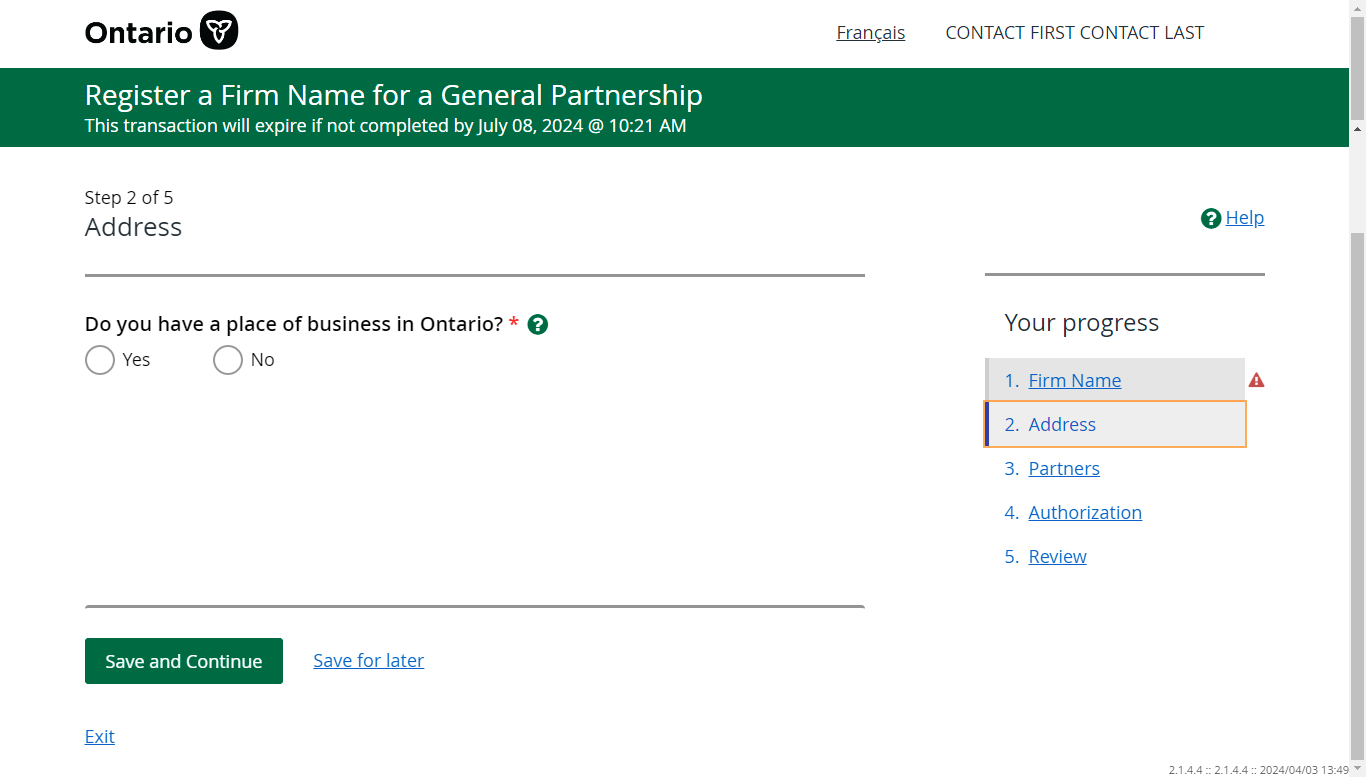 Ontario
Français
CONTACT FIRST CONTACT LAST
Register a Firm Name for a General Partnership
This transaction will expire if not completed by July 08, 2024 @ 10:21 AM
Step 2 of 5
Address
? Help
Do you have a place of business in Ontario? * ?
Yes
No
Your progress
1. Firm Name
2. Address
3. Partners
4. Authorization
5. Review
Save and Continue
Save for later
Exit
2.1.4.4 :: 2.1.4.4 :: 2024/04/03 13:49